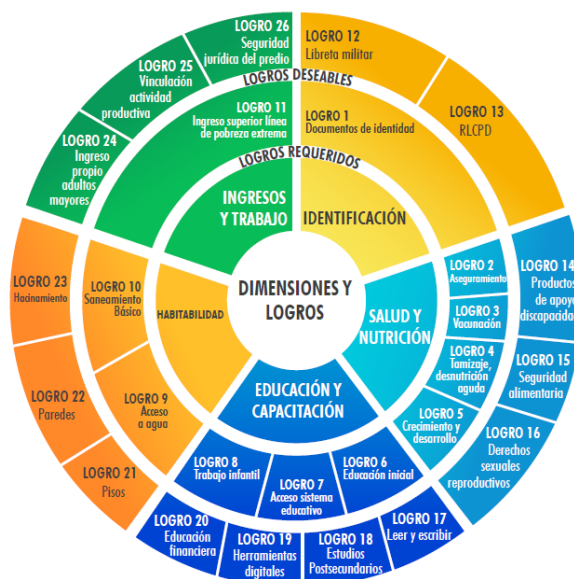 DIMENSIONES Y
LOGROS
LOGROS DESEABLES
LOGROS REQUERIDOS
IDENTIFICACIÓN
LOGRO 1
Documentos de identidad
LOGRO 12
Libreta militar
LOGRO 13
RLCPD
SALUD Y
NUTRICIÓN
LOGRO 2
Aseguramiento
LOGRO 3
Vacunación
LOGRO 4
Tamizaje,
desnutrición
aguda
LOGRO 5
Crecimiento y
desarrollo
LOGRO 14
Productos
de apoyo
discapacidad
LOGRO 15
Seguridad
alimentaria
LOGRO 16
Derechos
sexuales
reproductivos
EDUCACIÓN Y
CAPACITACIÓN
LOGRO 6
Educación inicial
LOGRO 7
Acceso sistema
educativo
LOGRO 8
Trabajo infantil
LOGRO 17
Leer y escribir
LOGRO 18
Estudios
Postsecundarios
LOGRO 19
Herramientas
digitales
LOGRO 20
Educación
financiera
HABITABILIDAD
LOGRO 9
Acceso
a agua
LOGRO 10
Saneamiento
Básico
LOGRO 21
Pisos
LOGRO 22
Paredes
LOGRO 23
Hacinamiento
INGRESOS
Y TRABAJO
LOGRO 11
Ingreso superior línea
de pobreza extrema
LOGRO 24
Ingreso
propio
adultos
mayores
LOGRO 25
Vinculación
actividad
productiva
LOGRO 26
Seguridad
jurídica del predio